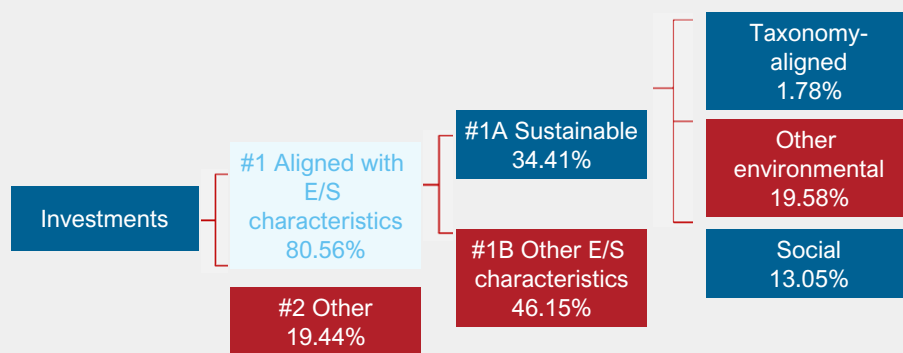 Investments
#1 Aligned with
E/S
characteristics
80.56%
#2 Other
19.44%
#1A Sustainable
34.41%
#1B Other E/S
characteristics
46.15%
Taxonomy-
aligned
1.78%
Other
environmental
19.58%
Social
13.05%